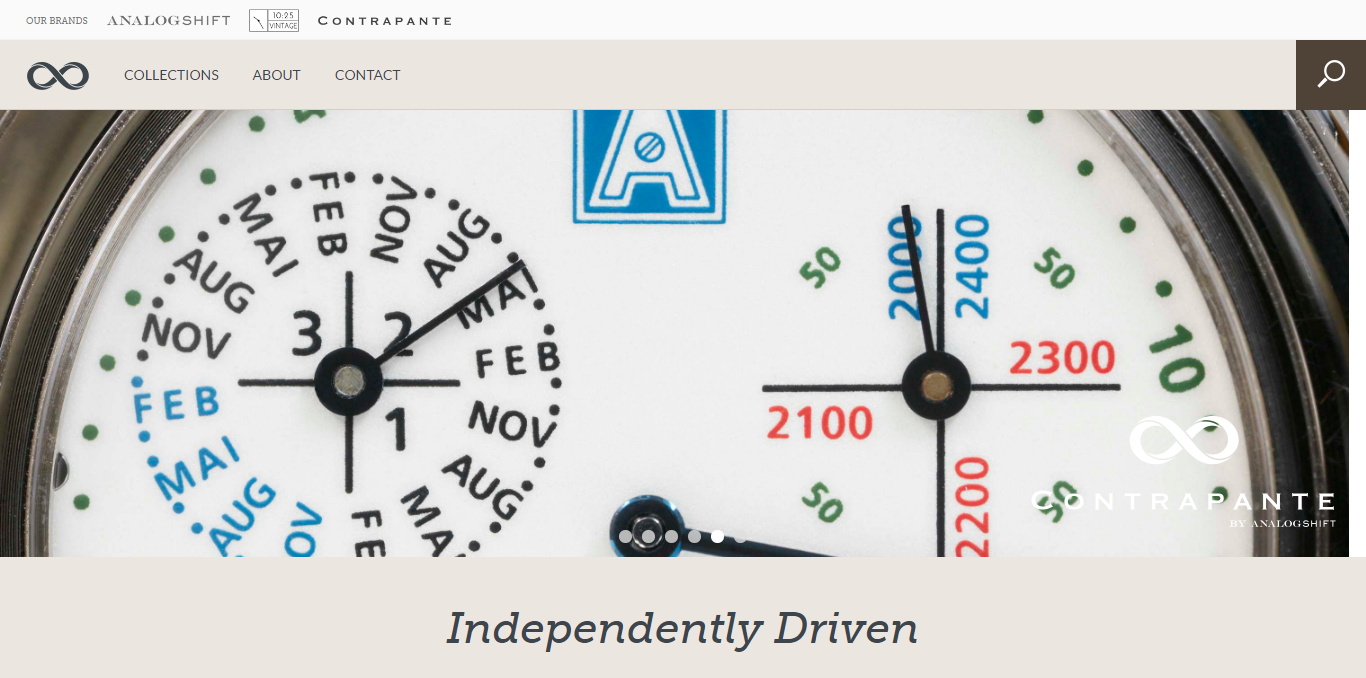 OUR BRANDS ANALOGSHIFT 10:25 VINTAGE CONTRAPANTE
COLLECTIONS ABOUT CONTACT
A
FEB
NOV
AUG
MAI
FEB
NOV
AUG
MAI
FEB
NOV
AUG
MAI
FEB
NOV
AUG
MAI
3
2
1
50
50
2000
2400
2300
10
2100
2200
50
50
CONTRAPANTE
BY ANALOGSHIFT
Independently Driven